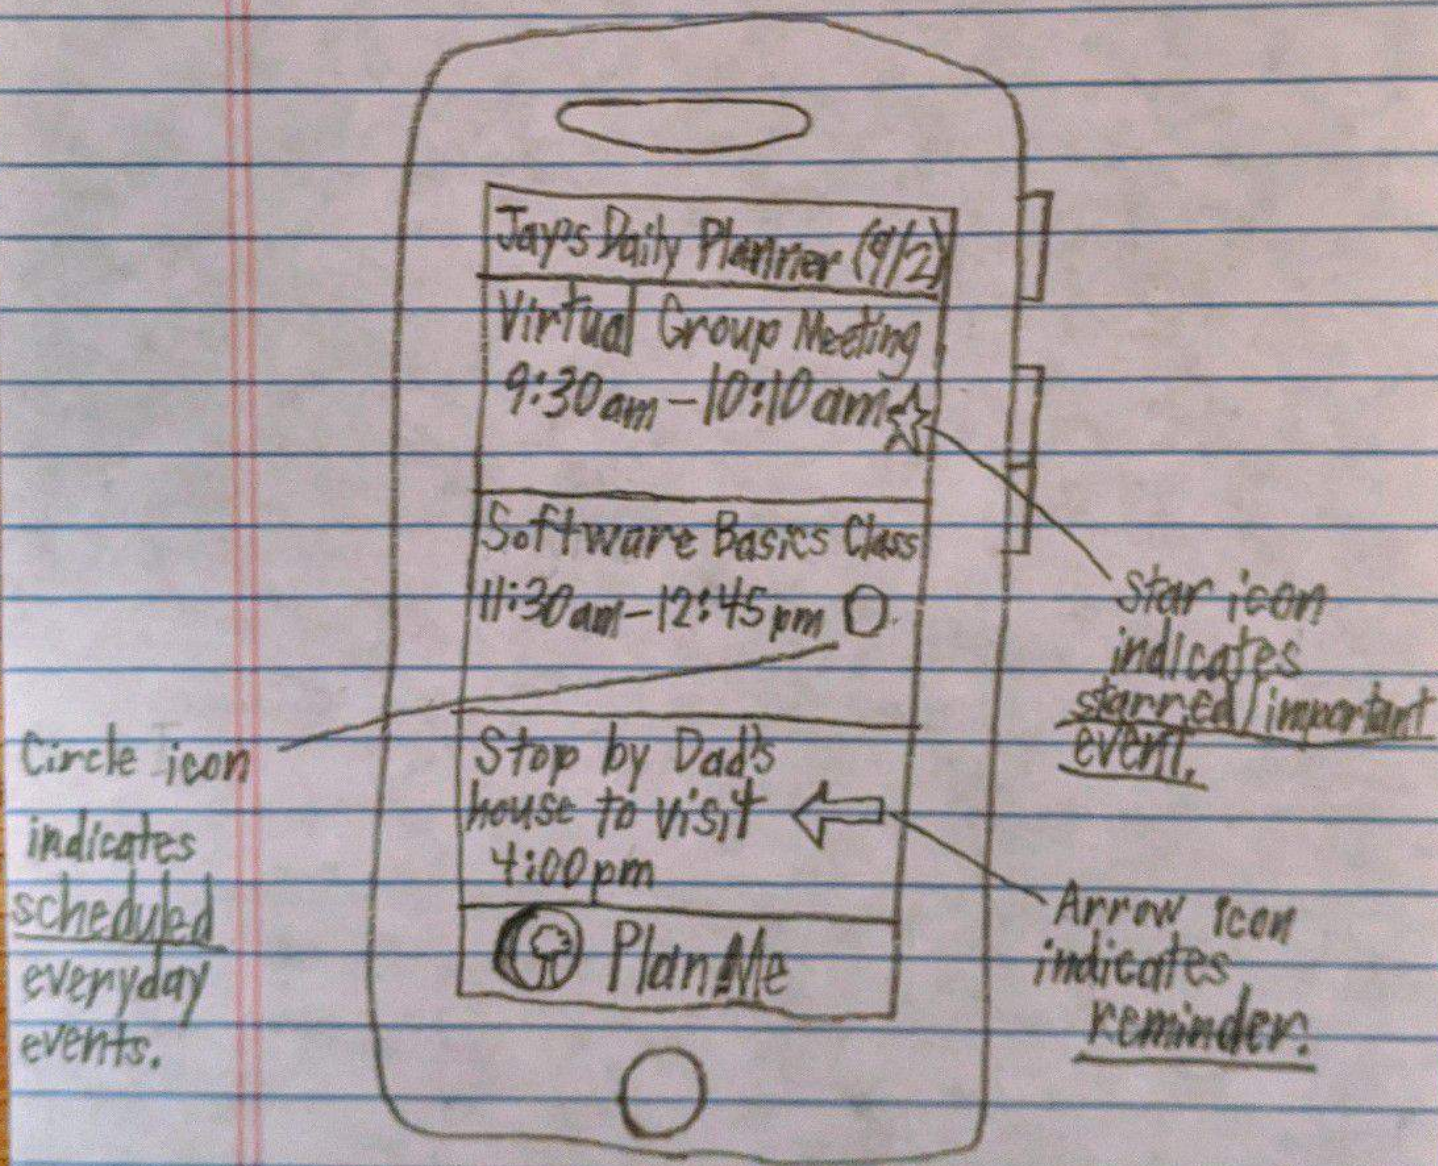 Jay's Daily Planner (9/2)
Virtual Group Meeting
9:30am-10:10am
Software Basics Class
11:30am-12:45pm
Stop by Dad's
house to visit
4:00pm
PlanMe
Star icon
indicates
starred/important
event.
Circle icon
indicates
scheduled
everyday
events.
Arrow icon
indicates
reminder.